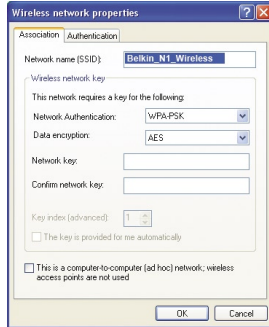 Wireless network properties
Association
Authentication
Network name (SSID):
Belkin_N1_Wireless
Wireless network key
This network requires a key for the following:
Network Authentication:
WPA-PSK
Data encryption:
AES
Network key:
Confirm network key:
Key index (advanced):
1
The key is provided for me automatically
This is a computer-to-computer (ad hoc) network; wireless
access points are not used
OK
Cancel